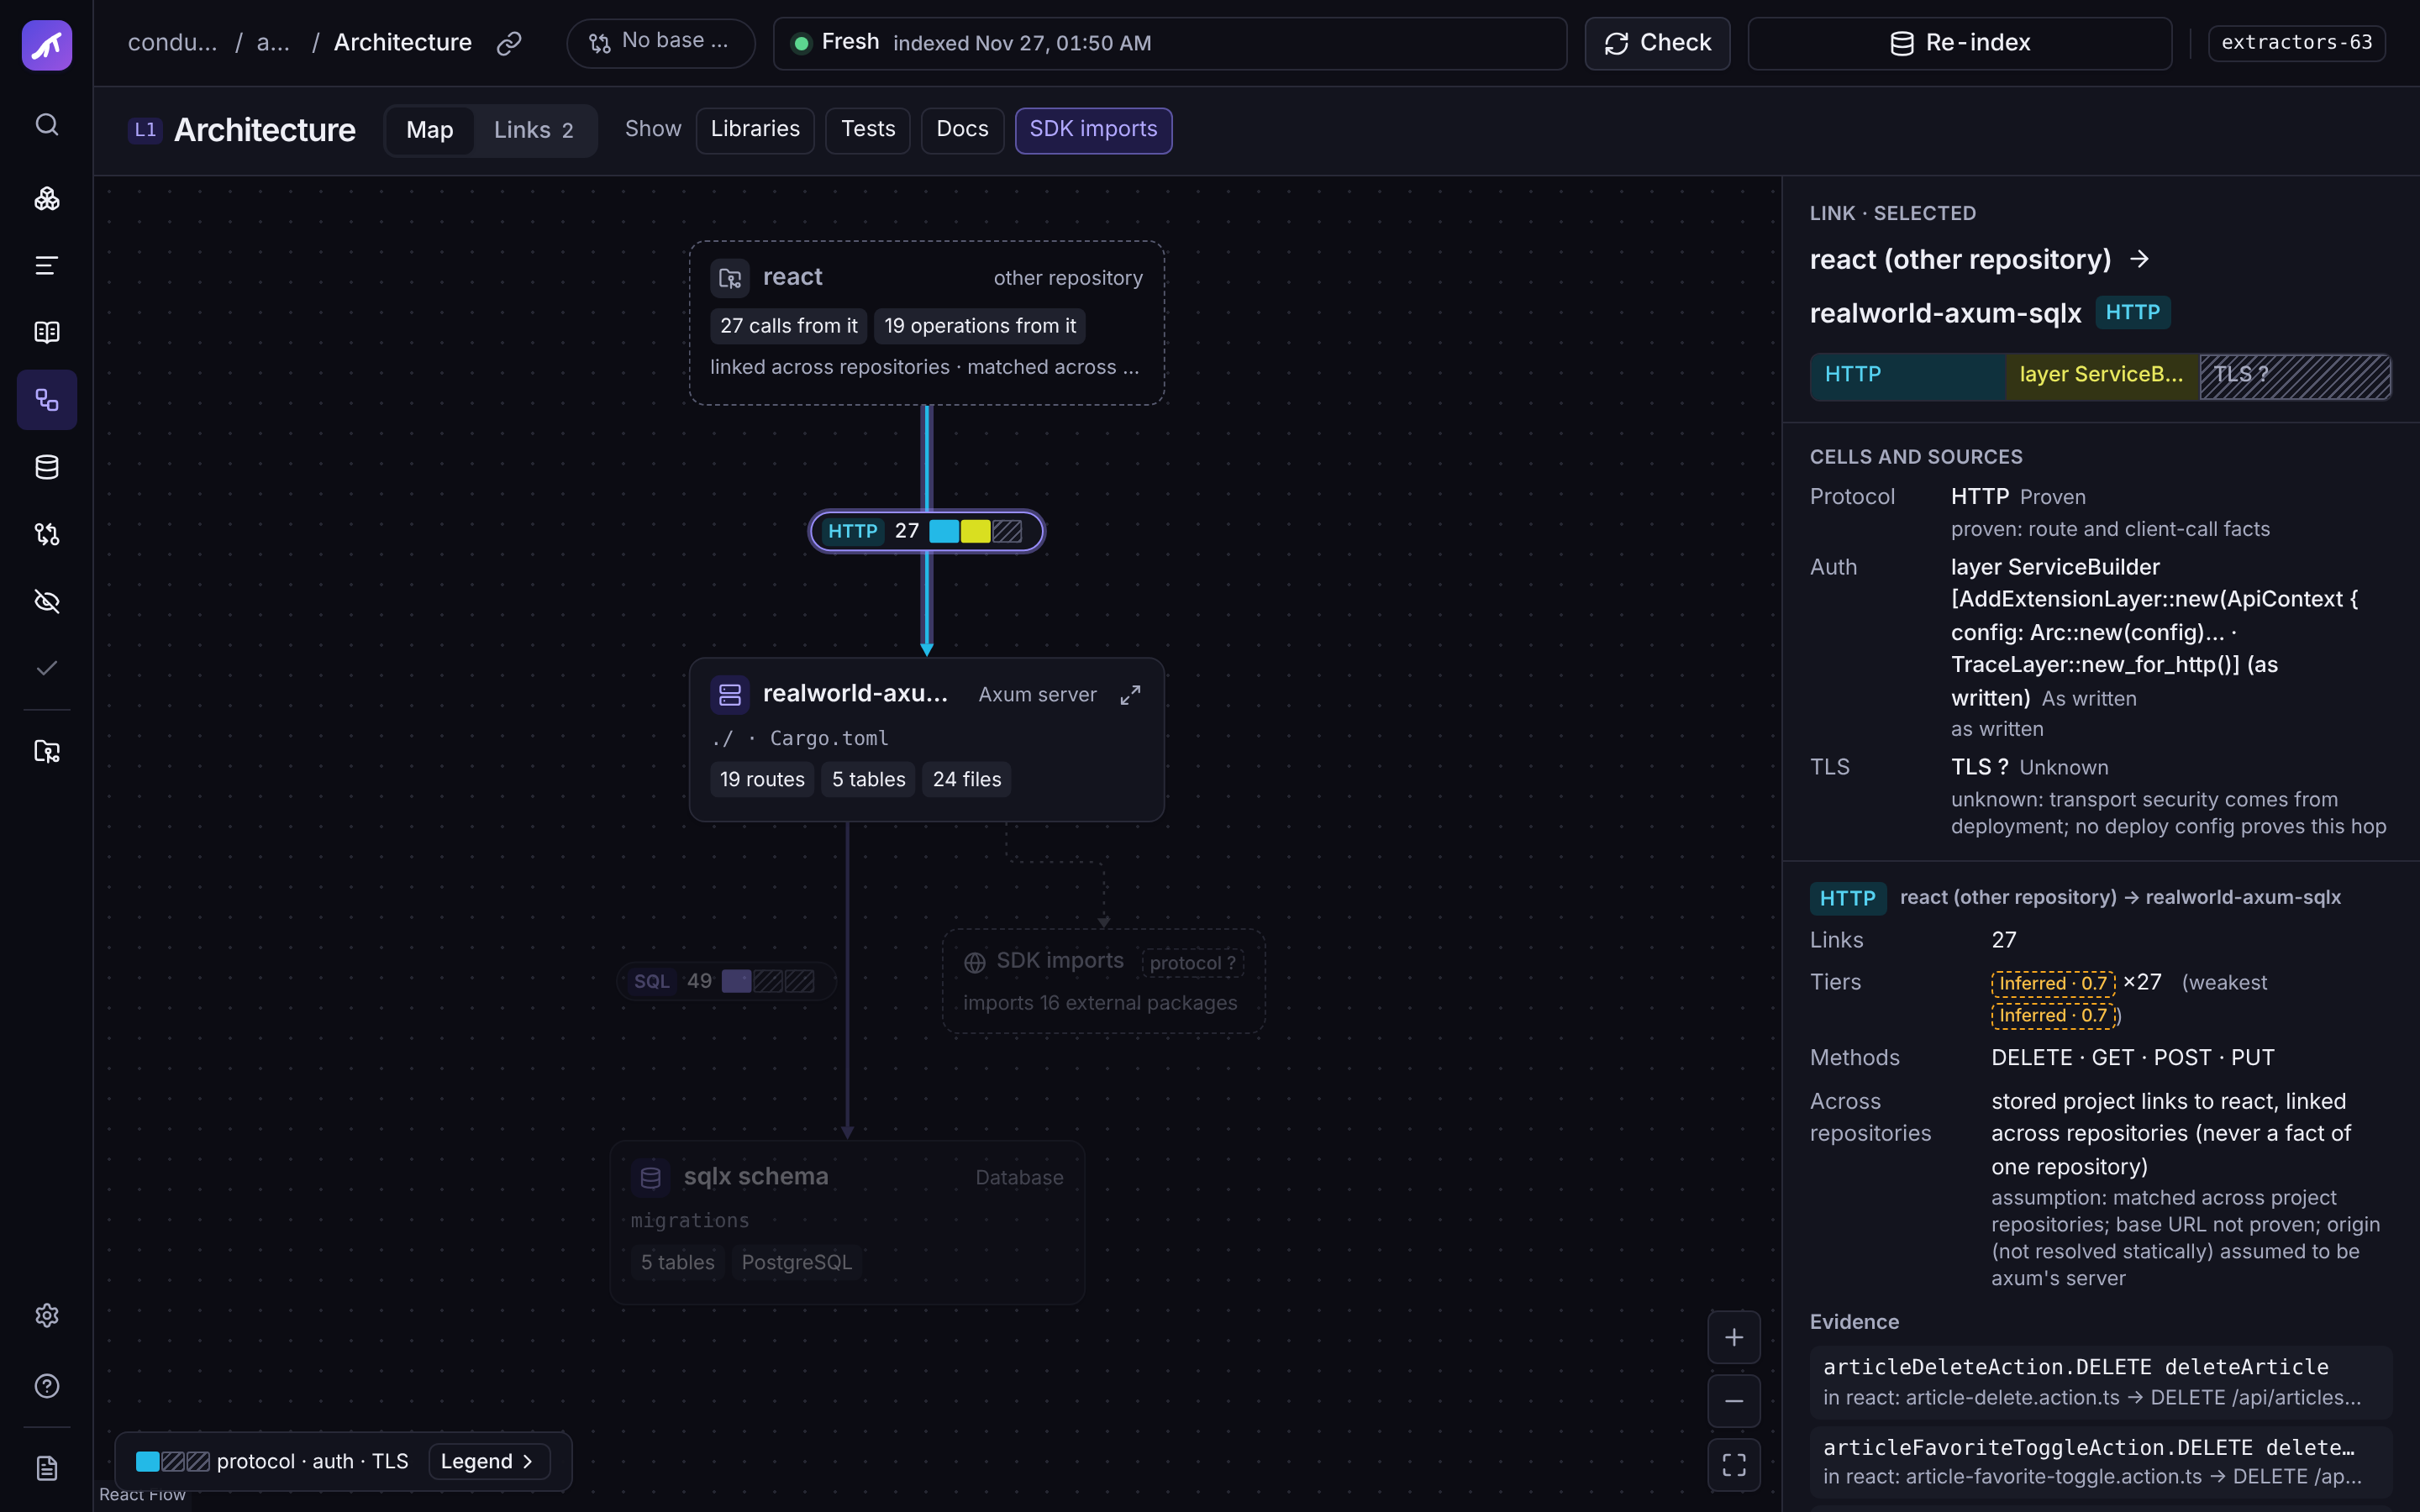 condu... / a... / Architecture
No base ...
Fresh indexed Nov 27, 01:50 AM
Check
Re-index
extractors-63
L1 Architecture
Map
Links 2
Show
Libraries
Tests
Docs
SDK imports
react
other repository
27 calls from it
19 operations from it
linked across repositories · matched across ...
HTTP 27
realworld-axu...
Axum server
./ · Cargo.toml
19 routes
5 tables
24 files
SQL 49
SDK imports
protocol ?
imports 16 external packages
sqlx schema
Database
migrations
5 tables
PostgreSQL
protocol · auth · TLS
Legend
React Flow
LINK · SELECTED
react (other repository) →
realworld-axum-sqlx HTTP
HTTP
layer ServiceB...
TLS ?
CELLS AND SOURCES
Protocol
HTTP Proven
proven: route and client-call facts
Auth
layer ServiceBuilder
[AddExtensionLayer::new(ApiContext {
config: Arc::new(config)... ·
TraceLayer::new_for_http()] (as
written) As written
as written
TLS
TLS ? Unknown
unknown: transport security comes from
deployment; no deploy config proves this hop
HTTP react (other repository) → realworld-axum-sqlx
Links
27
Tiers
Inferred · 0.7 ×27 (weakest
Inferred · 0.7)
Methods
DELETE · GET · POST · PUT
Across
repositories
stored project links to react, linked
across repositories (never a fact of
one repository)
assumption: matched across project
repositories; base URL not proven; origin
(not resolved statically) assumed to be
axum's server
Evidence
articleDeleteAction.DELETE deleteArticle
in react: article-delete.action.ts → DELETE /api/articles...
articleFavoriteToggleAction.DELETE delete…
in react: article-favorite-toggle.action.ts → DELETE /ap...